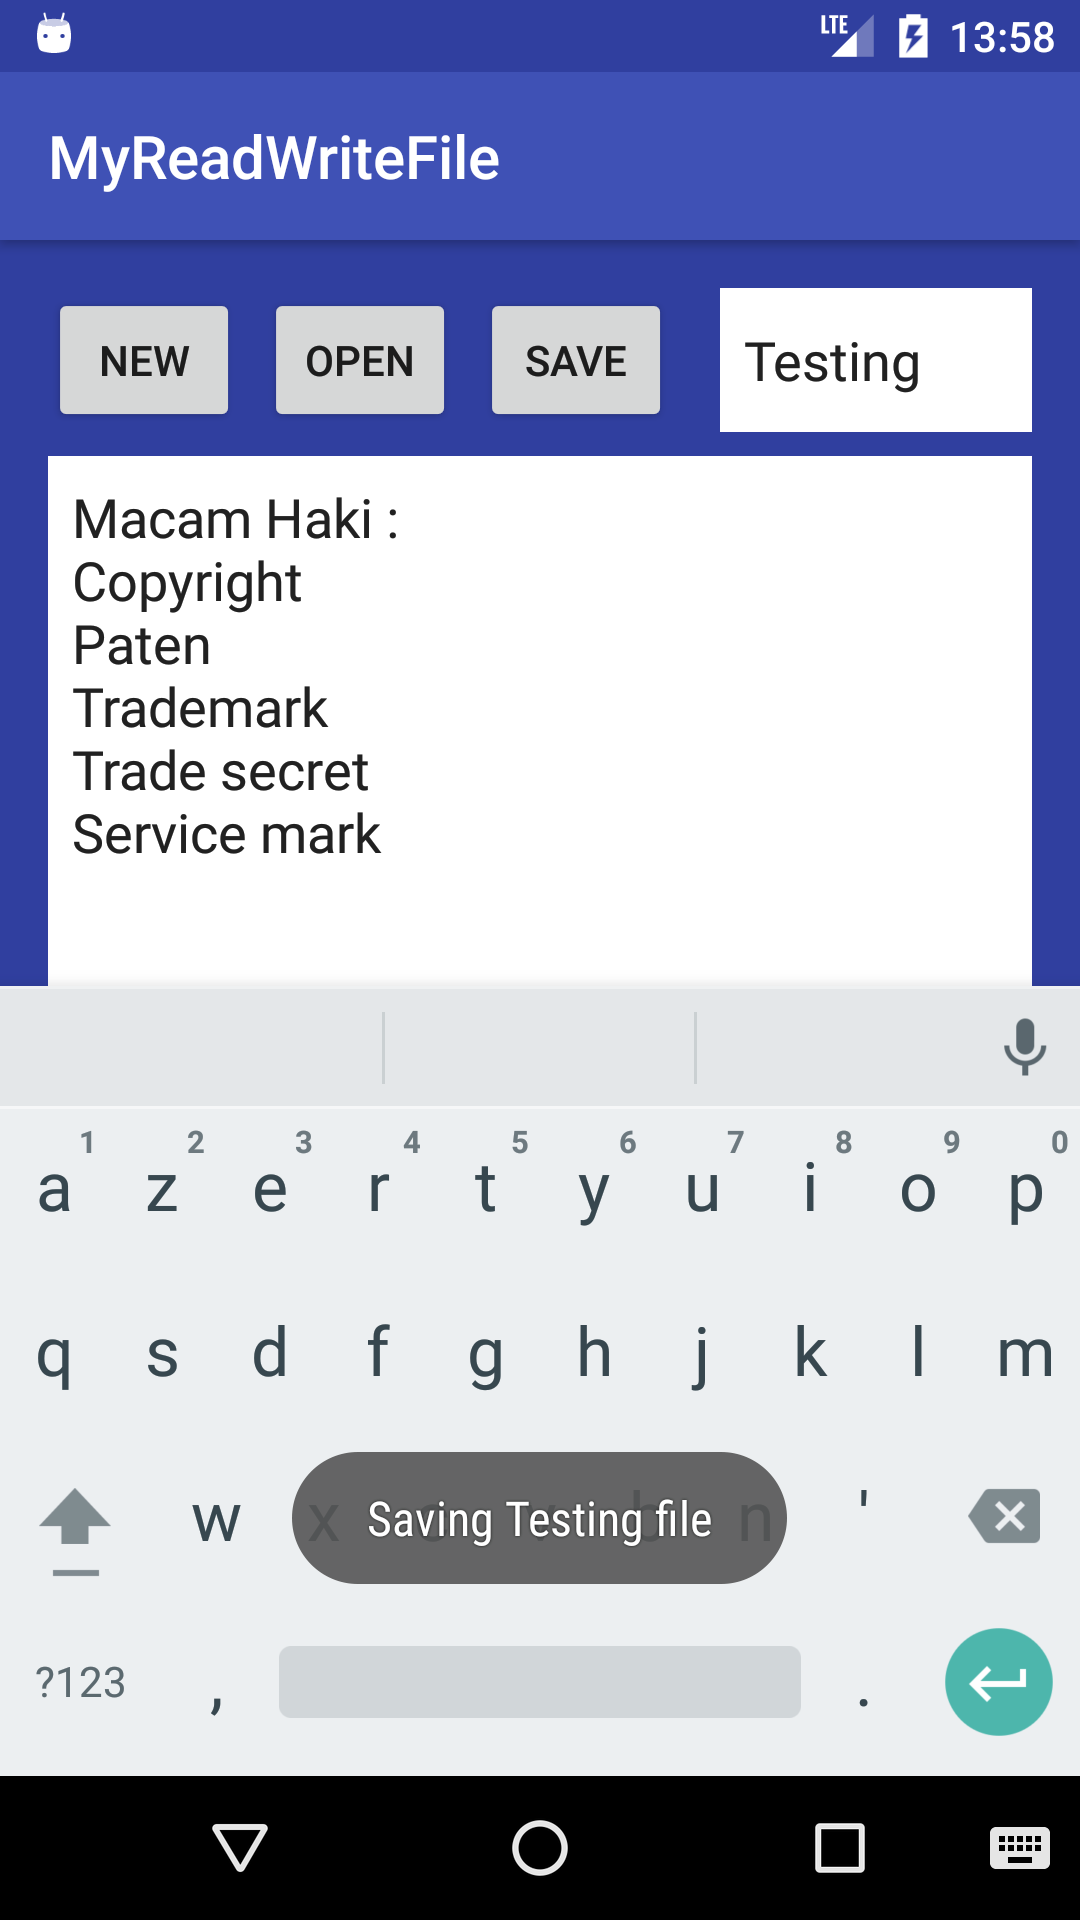 LTE 13:58
MyReadWriteFile
NEW OPEN SAVE Testing
Macam Haki :
Copyright
Paten
Trademark
Trade secret
Service mark
1 2 3 4 5 6 7 8 9 0
a z e r t y u i o p
q s d f g h j k l m
w x c v b n '
Saving Testing file
?123 , .